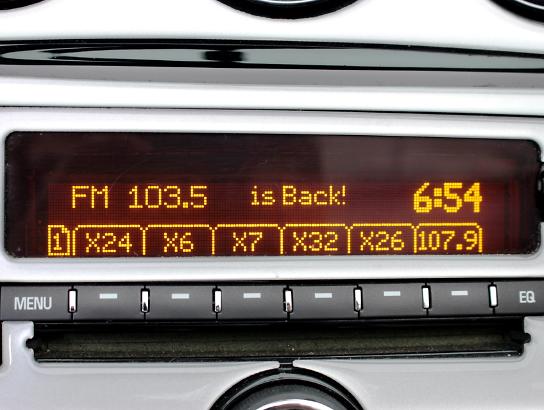 FM 103.5 is Back! 6:54
1 X24 X6 X7 X32 X26 107.9
MENU EQ